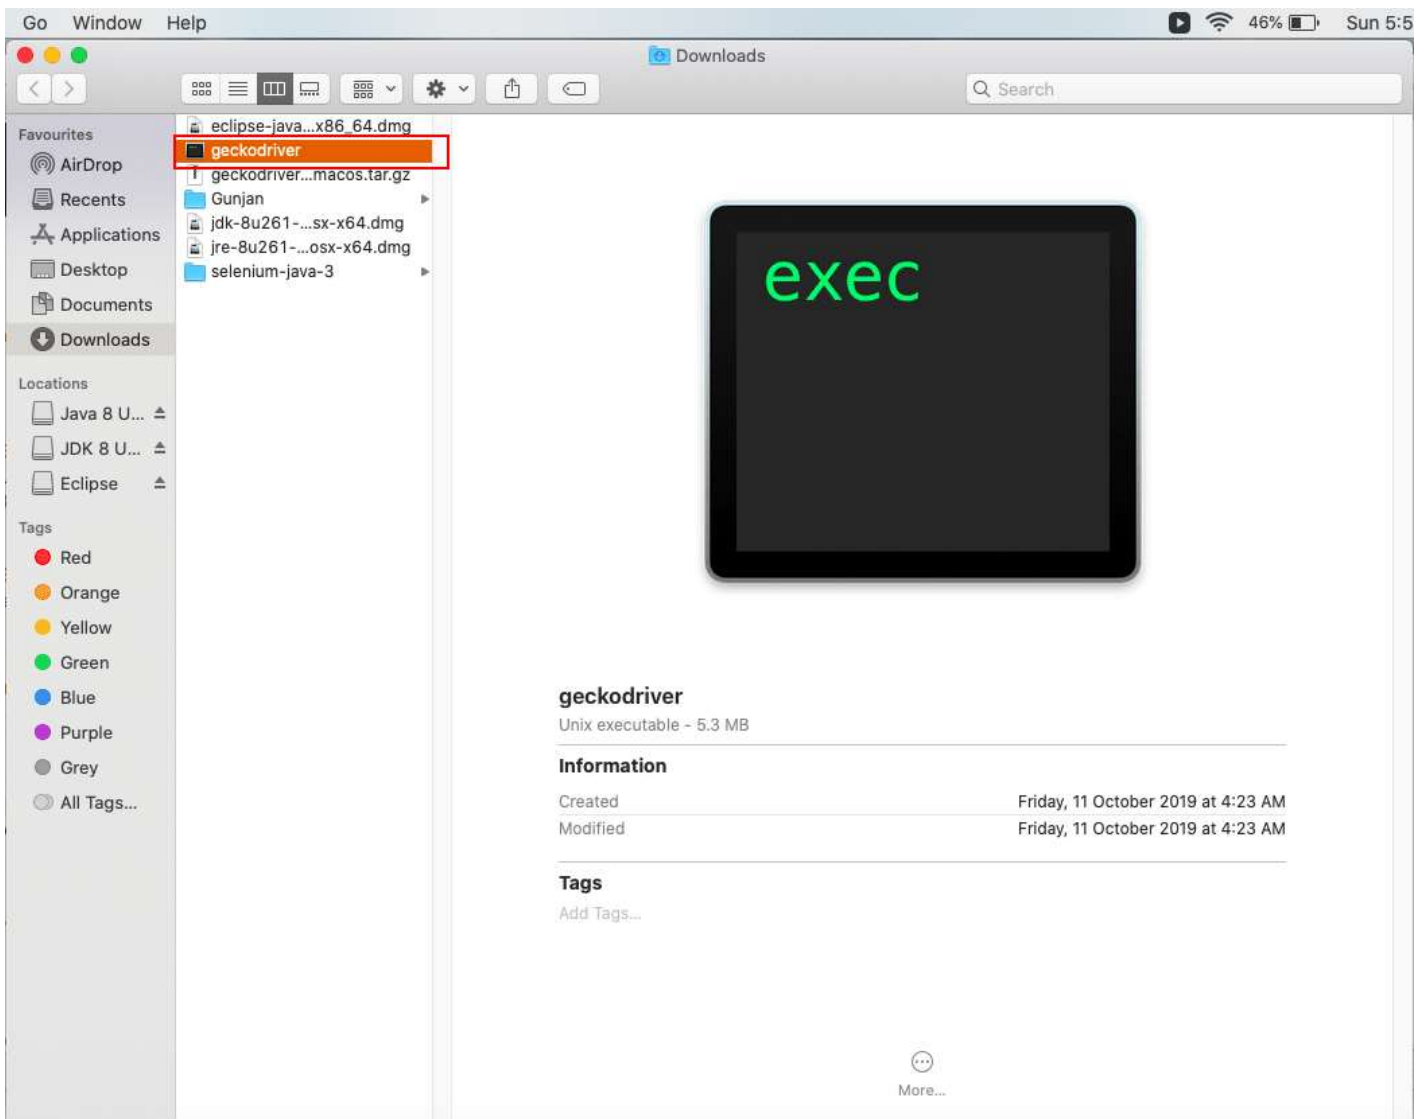 Go Window Help 46% Sun 5:5
Downloads
Search
Favourites
AirDrop
Recents
Applications
Desktop
Documents
Downloads
Locations
Java 8 U...
JDK 8 U...
Eclipse
Tags
Red
Orange
Yellow
Green
Blue
Purple
Grey
All Tags...
eclipse-java...x86_64.dmg
geckodriver
geckodriver...macos.tar.gz
Gunjan
jdk-8u261-...sx-x64.dmg
jre-8u261-...osx-x64.dmg
selenium-java-3
exec
geckodriver
Unix executable - 5.3 MB
Information
Created Friday, 11 October 2019 at 4:23 AM
Modified Friday, 11 October 2019 at 4:23 AM
Tags
Add Tags...
More...